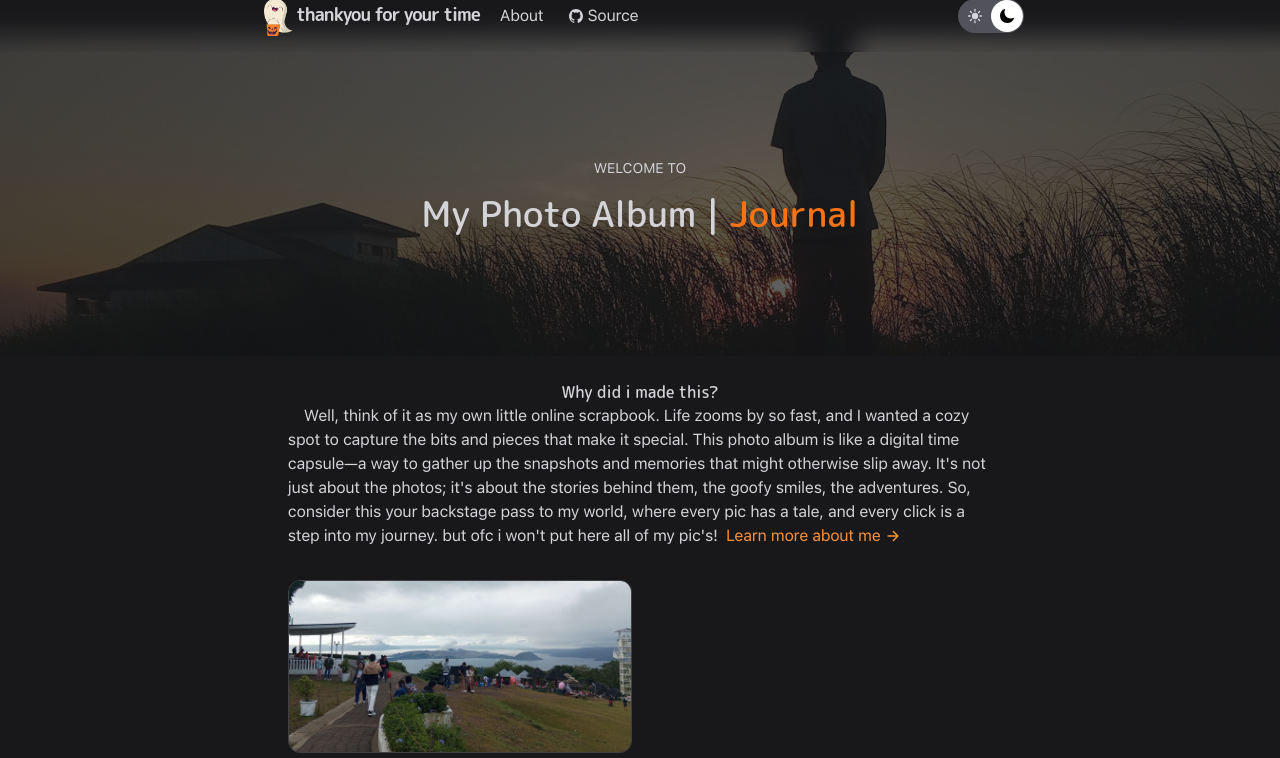 thankyou for your time
About
Source
WELCOME TO
My Photo Album | Journal
Why did i made this?
Well, think of it as my own little online scrapbook. Life zooms by so fast, and I wanted a cozy
spot to capture the bits and pieces that make it special. This photo album is like a digital time
capsule—a way to gather up the snapshots and memories that might otherwise slip away. It's not
just about the photos; it's about the stories behind them, the goofy smiles, the adventures. So,
consider this your backstage pass to my world, where every pic has a tale, and every click is a
step into my journey. but ofc i won't put here all of my pic's! Learn more about me →